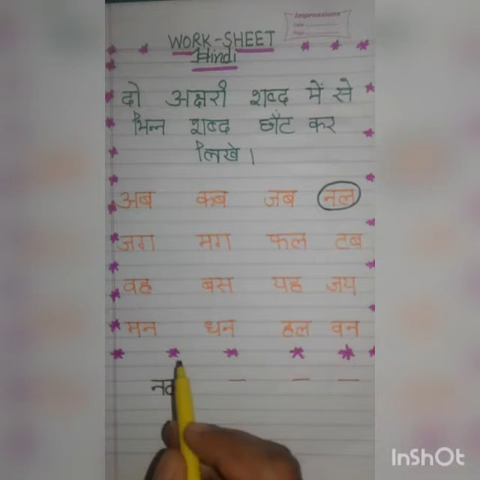 Impressions
WORK-SHEET
Hindi
दो अक्षरी शब्द में से
भिन्न शब्द छाँट कर
लिखे।
अब कब जब नल
जग मग फल टब
वह बस यह जय
मन धन हल वन
InShOt